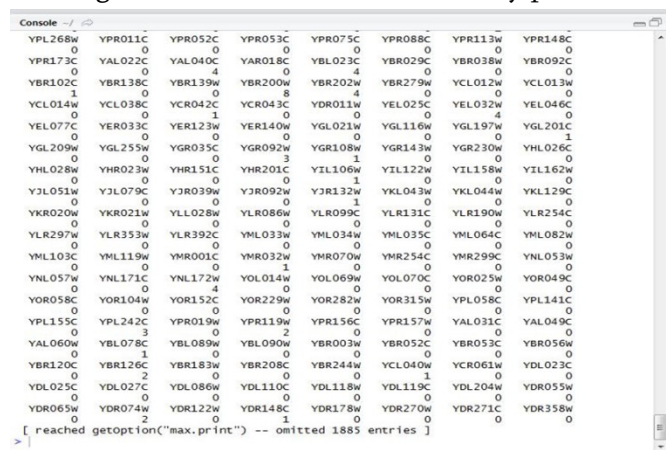 Console ~/
YPL268W YPR011C YPR052C YPR053C YPR075C YPR088C YPR113W YPR148C
0 0 0 0 0 0 0 0
YPR173C YAL022C YAL040C YAR018C YBL023C YBR029C YBR038W YBR092C
0 0 4 0 4 0 0 0
YBR102C YBR138C YBR139W YBR200W YBR202W YBR279W YCL012W YCL013W
1 0 0 8 4 0 0 0
YCL014W YCL038C YCR042C YCR043C YDR011W YEL025C YEL032W YEL046C
0 0 1 0 0 0 4 0
YEL077C YER033C YER123W YER140W YGL021W YGL116W YGL197W YGL201C
0 0 0 0 0 0 0 1
YGL209W YGL255W YGR035C YGR092W YGR108W YGR143W YGR230W YHL026C
0 0 0 3 1 0 0 0
YHL028W YHR023W YHR151C YHR201C YIL106W YIL122W YIL158W YIL162W
0 0 0 0 1 0 0 0
YJL051W YJL079C YJR039W YJR092W YJR132W YKL043W YKL044W YKL129C
0 0 0 0 1 0 0 0
YKR020W YKR021W YLL028W YLR086W YLR099C YLR131C YLR190W YLR254C
0 0 0 0 0 0 0 0
YLR297W YLR353W YLR392C YML033W YML034W YML035C YML064C YML082W
0 0 0 0 0 0 0 0
YML103C YML119W YMR001C YMR032W YMR070W YMR254C YMR299C YNL053W
0 0 0 1 0 0 0 0
YNL057W YNL171C YNL172W YOL014W YOL069W YOL070C YOR025W YOR049C
0 0 4 0 0 0 0 0
YOR058C YOR104W YOR152C YOR229W YOR282W YOR315W YPL058C YPL141C
0 0 0 0 0 0 0 0
YPL155C YPL242C YPR019W YPR119W YPR156C YPR157W YAL031C YAL049C
0 3 0 2 0 0 0 0
YAL060W YBL078C YBL089W YBL090W YBR003W YBR052C YBR053C YBR056W
0 1 0 0 0 0 0 0
YBR120C YBR126C YBR183W YBR208C YBR244W YCL040W YCR061W YDL023C
0 2 0 0 0 1 0 0
YDL025C YDL027C YDL086W YDL110C YDL118W YDL119C YDL204W YDR055W
0 0 0 0 0 0 0 0
YDR065W YDR074W YDR122W YDR148C YDR178W YDR270W YDR271C YDR358W
0 2 0 1 0 0 0 0
[ reached getOption("max.print") -- omitted 1885 entries ]
>